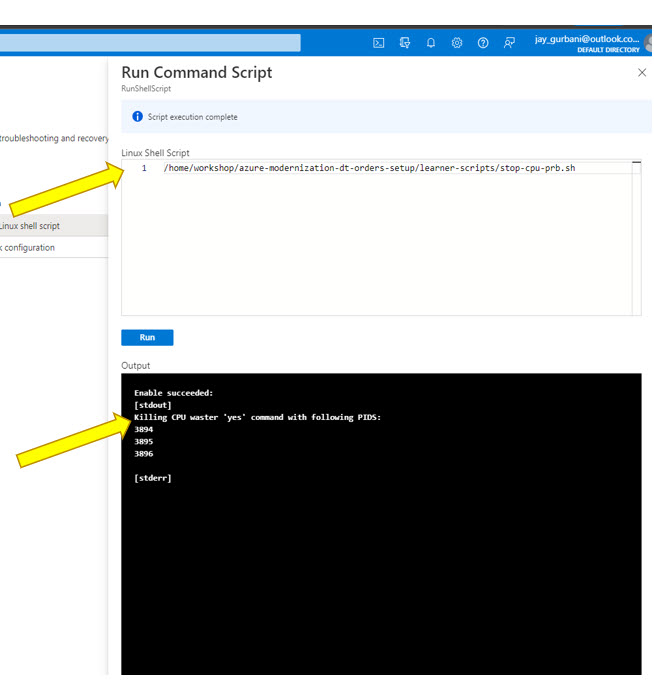 jay_gurbani@outlook.co...
DEFAULT DIRECTORY
Run Command Script
RunShellScript
Script execution complete
troubleshooting and recovery
Linux Shell Script
1 /home/workshop/azure-modernization-dt-orders-setup/learner-scripts/stop-cpu-prb.sh
Linux shell script
configuration
Run
Output
Enable succeeded:
[stdout]
Killing CPU waster 'yes' command with following PIDS:
3894
3895
3896
[stderr]